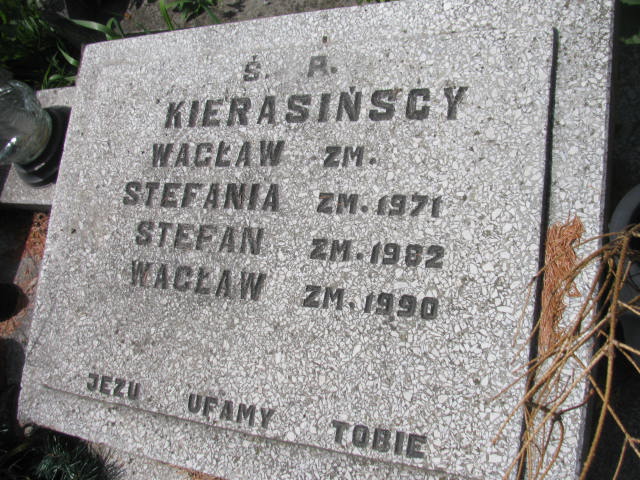 Ś. P.
KIERASIŃSCY
WACŁAW ZM.
STEFANIA ZM. 1971
STEFAN ZM. 1982
WACŁAW ZM. 1990
JEZU UFAMY TOBIE